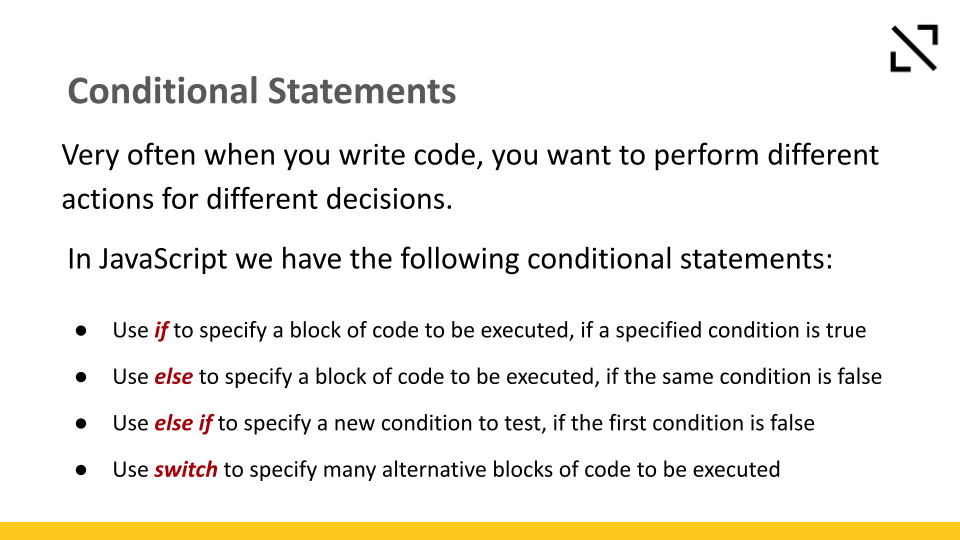 Conditional Statements
Very often when you write code, you want to perform different
actions for different decisions.
In JavaScript we have the following conditional statements:
● Use if to specify a block of code to be executed, if a specified condition is true
● Use else to specify a block of code to be executed, if the same condition is false
● Use else if to specify a new condition to test, if the first condition is false
● Use switch to specify many alternative blocks of code to be executed